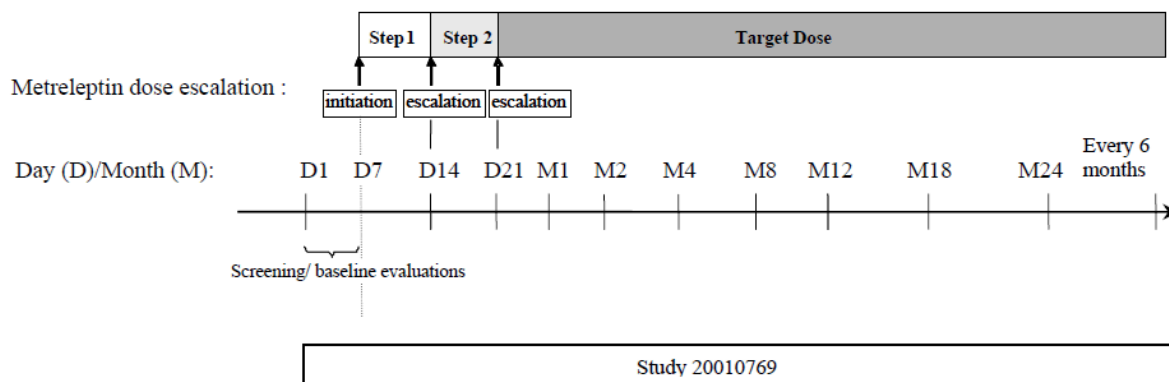 Step 1 Step 2 Target Dose
Metreleptin dose escalation :
initiation escalation escalation
Day (D)/Month (M): D1 D7 D14 D21 M1 M2 M4 M8 M12 M18 M24 Every 6 months
Screening/ baseline evaluations
Study 20010769